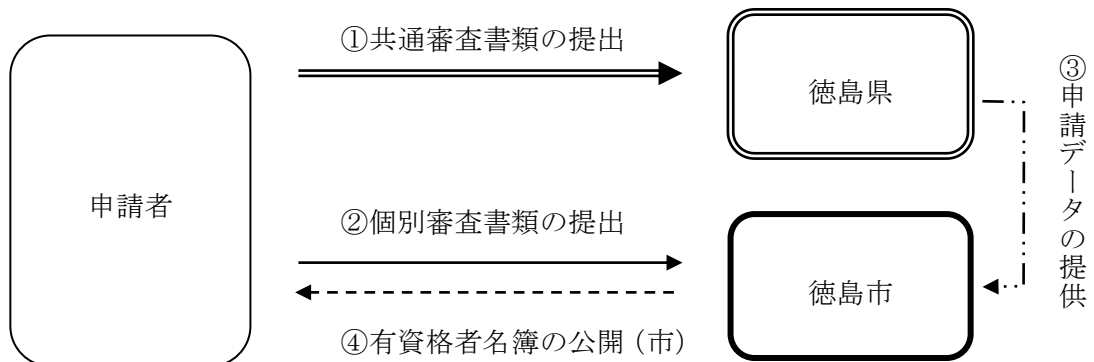 ①共通審査書類の提出
徳島県
③申請データの提供
申請者
②個別審査書類の提出
徳島市
④有資格者名簿の公開（市）